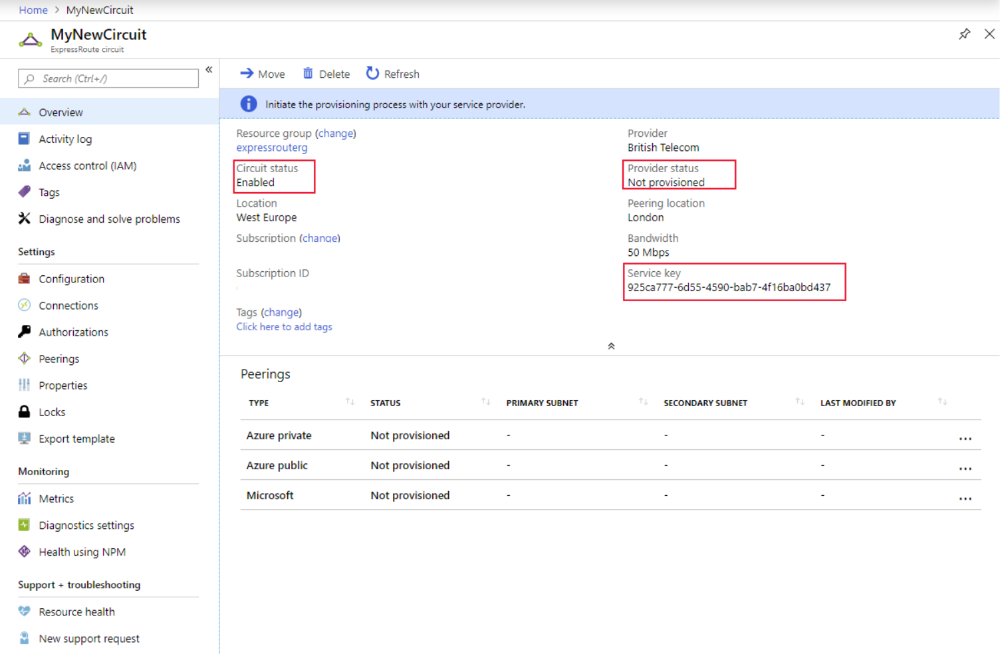 Home > MyNewCircuit
MyNewCircuit
ExpressRoute circuit
Search (Ctrl+/)
«
Overview
Activity log
Access control (IAM)
Tags
Diagnose and solve problems
Settings
Configuration
Connections
Authorizations
Peerings
Properties
Locks
Export template
Monitoring
Metrics
Diagnostics settings
Health using NPM
Support + troubleshooting
Resource health
New support request
Move Delete Refresh
Initiate the provisioning process with your service provider.
Resource group (change)
expressrouterg
Circuit status
Enabled
Location
West Europe
Subscription (change)
Subscription ID
Tags (change)
Click here to add tags
Provider
British Telecom
Provider status
Not provisioned
Peering location
London
Bandwidth
50 Mbps
Service key
925ca777-6d55-4590-bab7-4f16ba0bd437
Peerings
TYPE STATUS PRIMARY SUBNET SECONDARY SUBNET LAST MODIFIED BY
Azure private Not provisioned - - - ...
Azure public Not provisioned - - - ...
Microsoft Not provisioned - - - ...